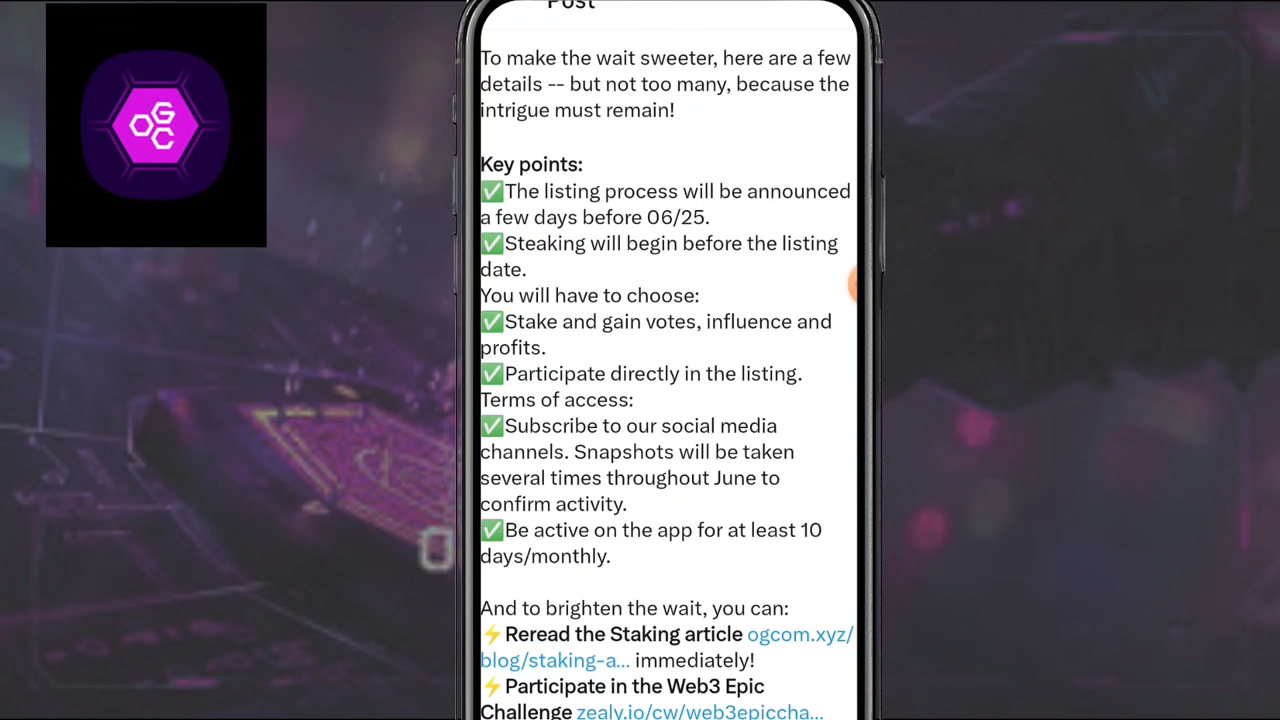 Post
OGC
To make the wait sweeter, here are a few
details -- but not too many, because the
intrigue must remain!
Key points:
✅The listing process will be announced
a few days before 06/25.
✅Steaking will begin before the listing
date.
You will have to choose:
✅Stake and gain votes, influence and
profits.
✅Participate directly in the listing.
Terms of access:
✅Subscribe to our social media
channels. Snapshots will be taken
several times throughout June to
confirm activity.
✅Be active on the app for at least 10
days/monthly.
And to brighten the wait, you can:
⚡Reread the Staking article ogcom.xyz/
blog/staking-a... immediately!
⚡Participate in the Web3 Epic
Challenge zealy.io/cw/web3epiccha...